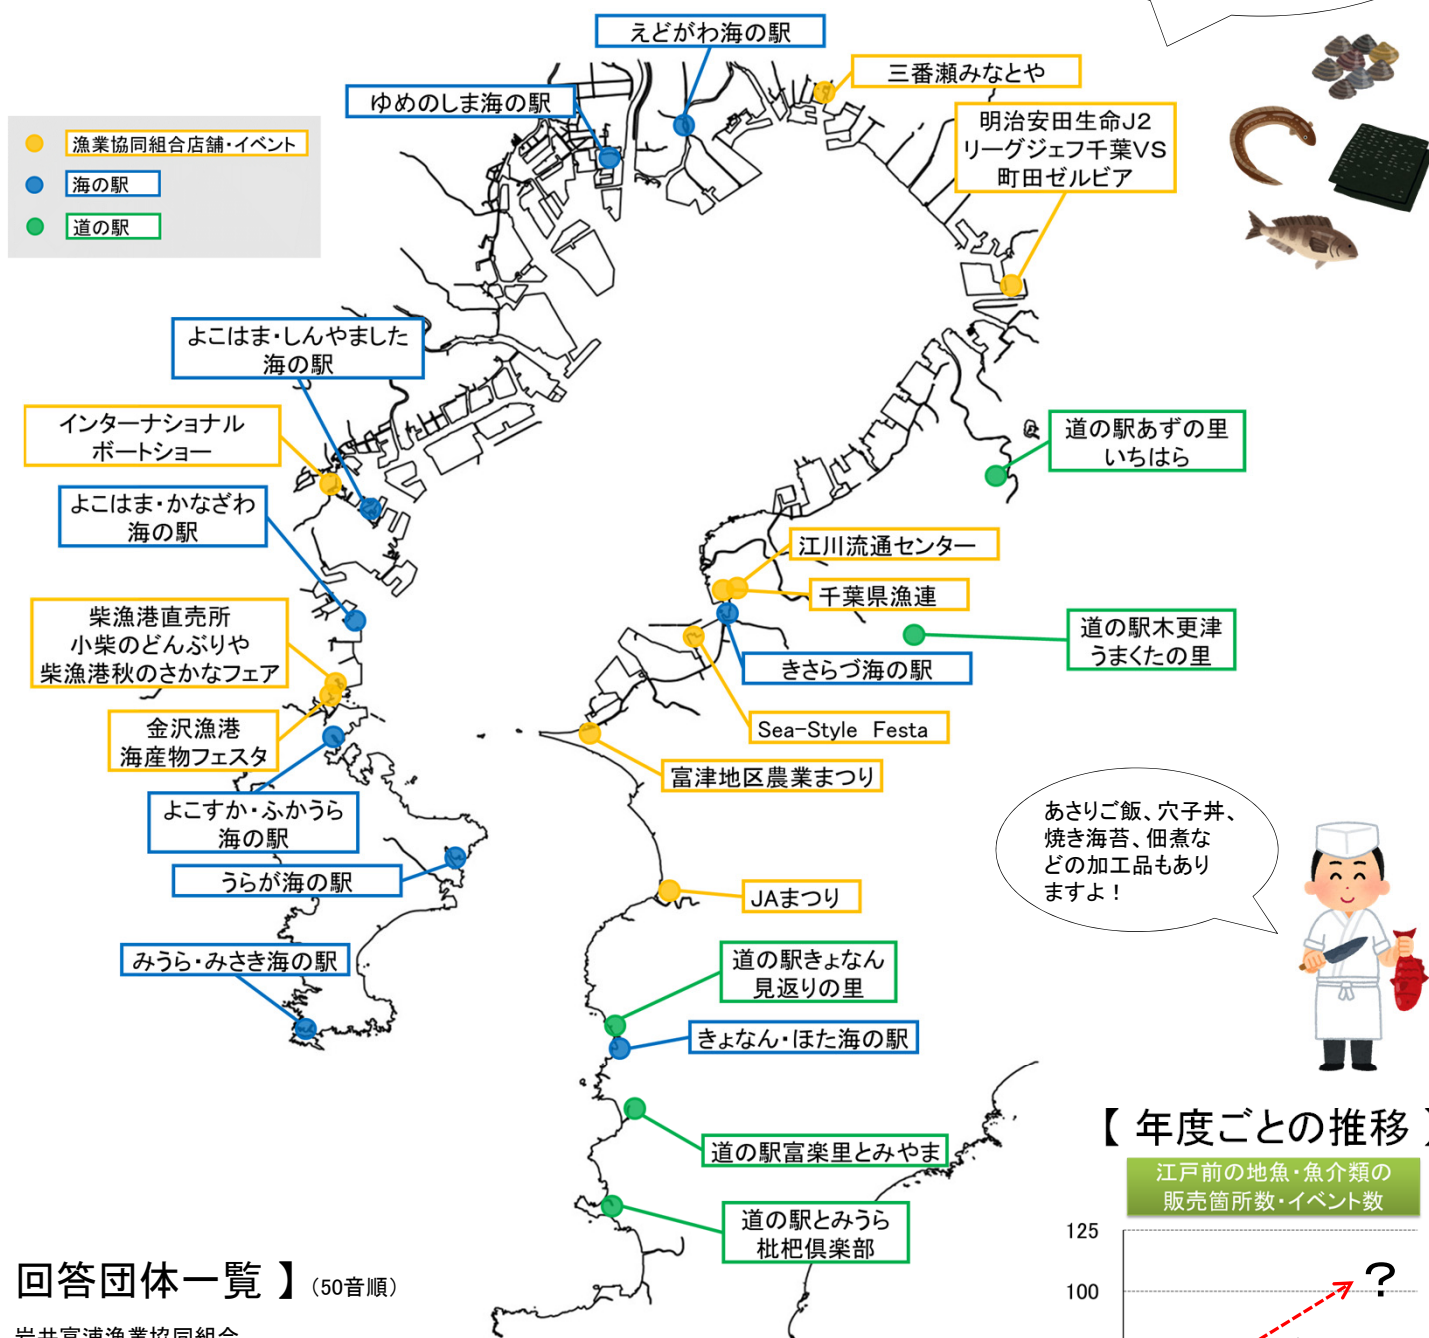 えどがわ海の駅
三番瀬みなとや
ゆめのしま海の駅
明治安田生命J2
リーグジェフ千葉VS
町田ゼルビア
漁業協同組合店舗・イベント
海の駅
道の駅
よこはま・しんやました
海の駅
インターナショナル
ボートショー
道の駅あずの里
いちはら
よこはま・かなざわ
海の駅
江川流通センター
千葉県漁連
柴漁港直売所
小柴のどんぶりや
柴漁港秋のさかなフェア
道の駅木更津
うまくたの里
きさらづ海の駅
金沢漁港
海産物フェスタ
Sea-Style Festa
富津地区農業まつり
よこすか・ふかうら
海の駅
あさりご飯、穴子丼、
焼き海苔、佃煮な
どの加工品もあり
ますよ！
うらが海の駅
JAまつり
みうら・みさき海の駅
道の駅きょなん
見返りの里
きょなん・ほた海の駅
【 年度ごとの推移 】
道の駅富楽里とみやま
江戸前の地魚・魚介類の
販売箇所数・イベント数
道の駅とみうら
枇杷倶楽部
125
？
100
回答団体一覧 】（50音順）
岩井富浦漁業協同組合